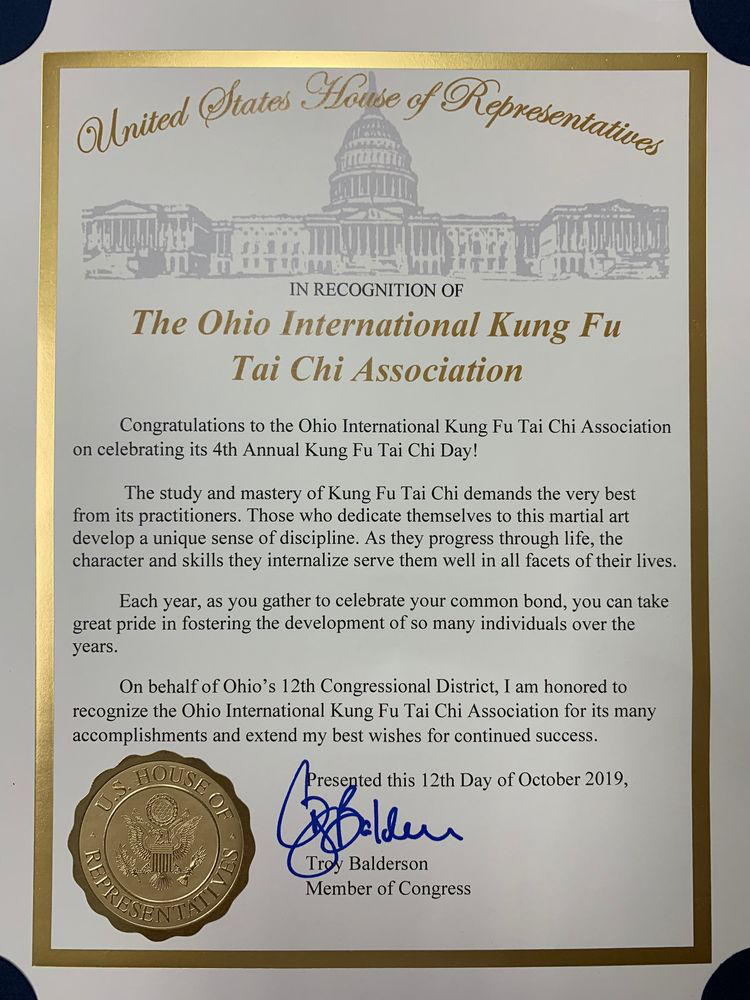 United States House of Representatives
IN RECOGNITION OF
The Ohio International Kung Fu
Tai Chi Association
Congratulations to the Ohio International Kung Fu Tai Chi Association
on celebrating its 4th Annual Kung Fu Tai Chi Day!
The study and mastery of Kung Fu Tai Chi demands the very best
from its practitioners. Those who dedicate themselves to this martial art
develop a unique sense of discipline. As they progress through life, the
character and skills they internalize serve them well in all facets of their lives.
Each year, as you gather to celebrate your common bond, you can take
great pride in fostering the development of so many individuals over the
years.
On behalf of Ohio's 12th Congressional District, I am honored to
recognize the Ohio International Kung Fu Tai Chi Association for its many
accomplishments and extend my best wishes for continued success.
Presented this 12th Day of October 2019,
Troy Balderson
Member of Congress
U.S. HOUSE OF
REPRESENTATIVES